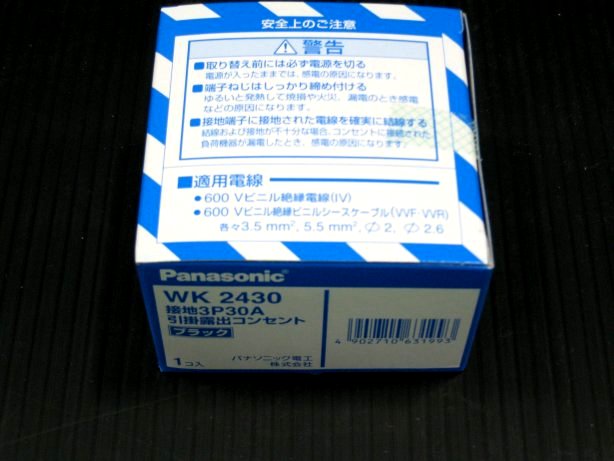 安全上のご注意
警告
■取り替え前には必ず電源を切る
電源が入ったままでは、感電の原因になります。
■端子ねじはしっかり締め付ける
ゆるいと発熱して焼損や火災、漏電のとき感電
などの原因になります。
■接地端子に接地された電線を確実に結線する
結線および接地が不十分な場合、コンセントに接続された
負荷機器が漏電したとき、感電の原因になります。
■適用電線
●600 Vビニル絶縁電線(IV)
●600 Vビニル絶縁ビニルシースケーブル(VVF·VVR)
各々3.5 mm², 5.5 mm², ∅2, ∅2.6
Panasonic®
WK 2430
接地3P30A
引掛露出コンセント
ブラック
1コ入
パナソニック電工
株式会社
4 902710 631993